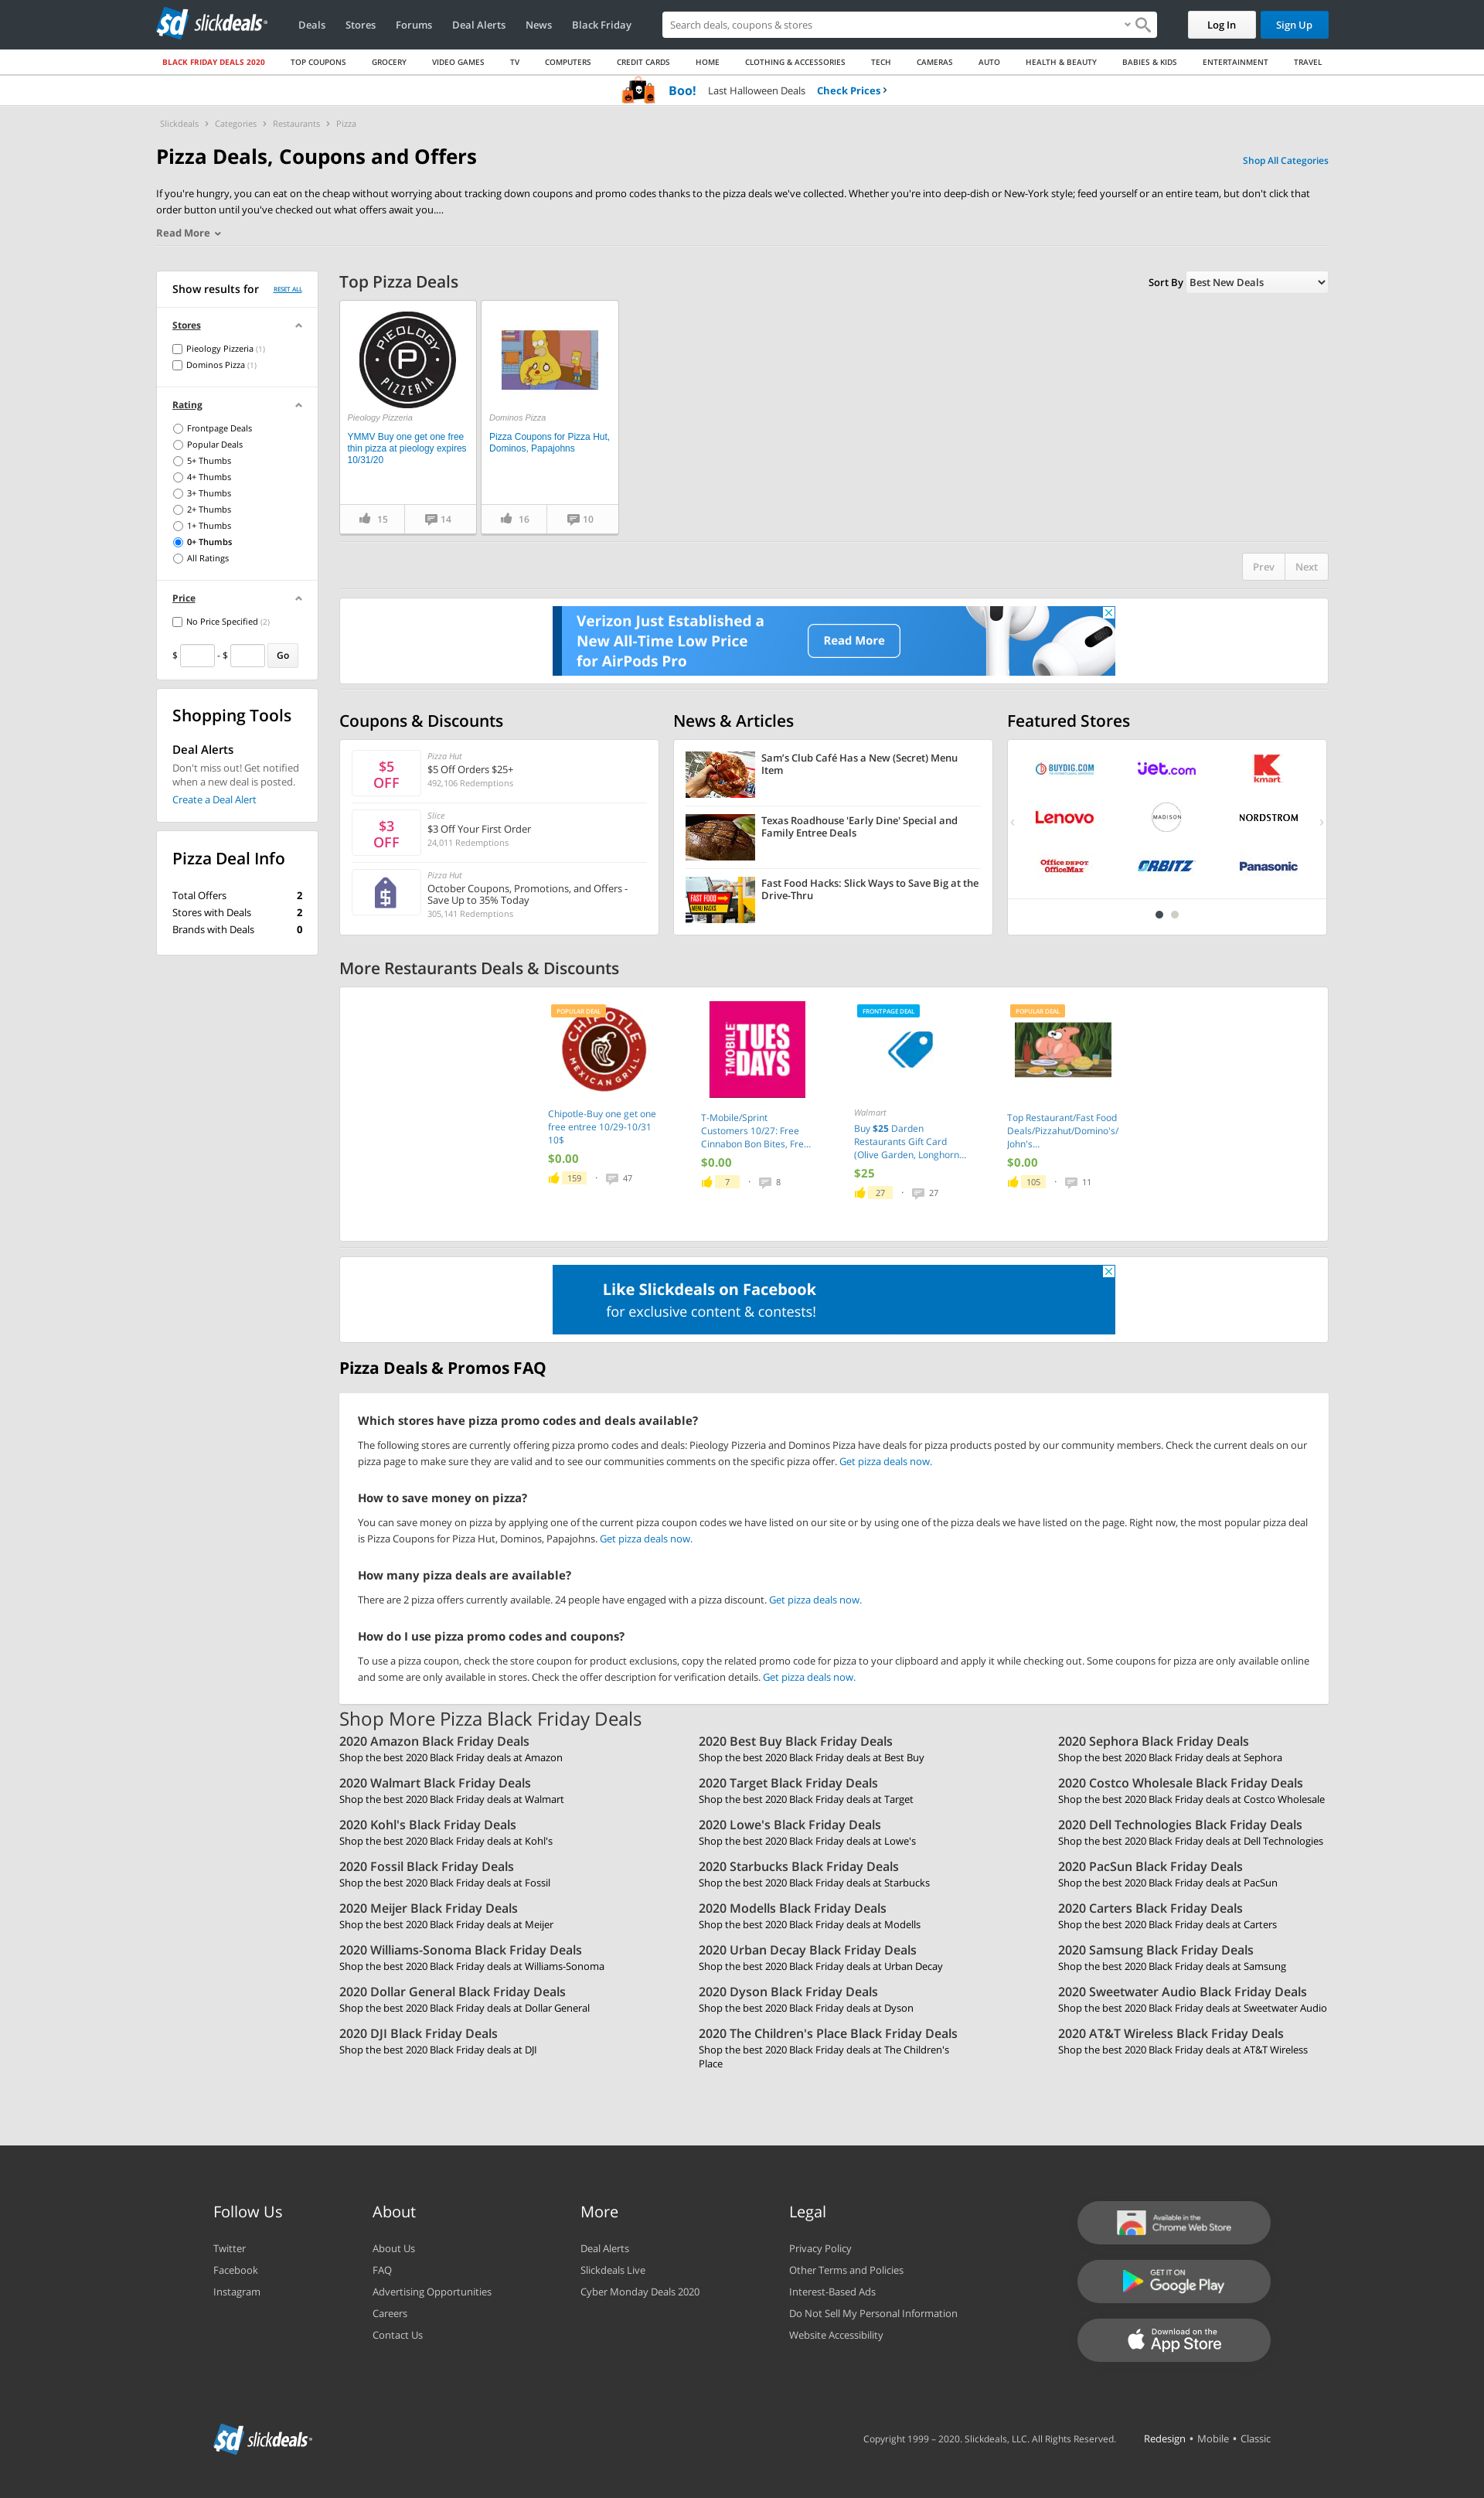 slickdeals
Deals Stores Forums Deal Alerts News Black Friday
Search deals, coupons & stores
Log In
Sign Up
BLACK FRIDAY DEALS 2020 TOP COUPONS GROCERY VIDEO GAMES TV COMPUTERS CREDIT CARDS HOME CLOTHING & ACCESSORIES TECH CAMERAS AUTO HEALTH & BEAUTY BABIES & KIDS ENTERTAINMENT TRAVEL
Boo! Last Halloween Deals Check Prices
Slickdeals Categories Restaurants Pizza
Pizza Deals, Coupons and Offers
Shop All Categories
If you're hungry, you can eat on the cheap without worrying about tracking down coupons and promo codes thanks to the pizza deals we've collected. Whether you're into deep-dish or New-York style; feed yourself or an entire team, but don't click that
order button until you've checked out what offers await you....
Read More
Show results for RESET ALL
Stores
Pieology Pizzeria (1)
Dominos Pizza (1)
Rating
Frontpage Deals
Popular Deals
5+ Thumbs
4+ Thumbs
3+ Thumbs
2+ Thumbs
1+ Thumbs
0+ Thumbs
All Ratings
Price
No Price Specified (2)
$ - $ Go
Shopping Tools
Deal Alerts
Don't miss out! Get notified
when a new deal is posted.
Create a Deal Alert
Pizza Deal Info
Total Offers 2
Stores with Deals 2
Brands with Deals 0
Top Pizza Deals
Sort By Best New Deals
PIEOLOGY
P
PIZZERIA
Pieology Pizzeria
YMMV Buy one get one free
thin pizza at pieology expires
10/31/20
15 14
Dominos Pizza
Pizza Coupons for Pizza Hut,
Dominos, Papajohns
16 10
Prev Next
Verizon Just Established a
New All-Time Low Price
for AirPods Pro
Read More
Coupons & Discounts
$5
OFF
Pizza Hut
$5 Off Orders $25+
492,106 Redemptions
$3
OFF
Slice
$3 Off Your First Order
24,011 Redemptions
Pizza Hut
October Coupons, Promotions, and Offers -
Save Up to 35% Today
305,141 Redemptions
News & Articles
Sam's Club Café Has a New (Secret) Menu
Item
Texas Roadhouse 'Early Dine' Special and
Family Entree Deals
FAST FOOD
MENU HACKS
Fast Food Hacks: Slick Ways to Save Big at the
Drive-Thru
Featured Stores
BUYDIG.COM
jet.com
kmart
Lenovo
MADISON
NORDSTROM
Office DEPOT
OfficeMax
ORBITZ
Panasonic
More Restaurants Deals & Discounts
POPULAR DEAL
CHIPOTLE
MEXICAN GRILL
Chipotle-Buy one get one
free entree 10/29-10/31
10$
$0.00
159 · 47
T-MOBILE
TUES
DAYS
T-Mobile/Sprint
Customers 10/27: Free
Cinnabon Bon Bites, Fre...
$0.00
7 · 8
FRONTPAGE DEAL
Walmart
Buy $25 Darden
Restaurants Gift Card
(Olive Garden, Longhorn...
$25
27 · 27
POPULAR DEAL
Top Restaurant/Fast Food
Deals/Pizzahut/Domino's/
John's...
$0.00
105 · 11
Like Slickdeals on Facebook
for exclusive content & contests!
Pizza Deals & Promos FAQ
Which stores have pizza promo codes and deals available?
The following stores are currently offering pizza promo codes and deals: Pieology Pizzeria and Dominos Pizza have deals for pizza products posted by our community members. Check the current deals on our
pizza page to make sure they are valid and to see our communities comments on the specific pizza offer. Get pizza deals now.
How to save money on pizza?
You can save money on pizza by applying one of the current pizza coupon codes we have listed on our site or by using one of the pizza deals we have listed on the page. Right now, the most popular pizza deal
is Pizza Coupons for Pizza Hut, Dominos, Papajohns. Get pizza deals now.
How many pizza deals are available?
There are 2 pizza offers currently available. 24 people have engaged with a pizza discount. Get pizza deals now.
How do I use pizza promo codes and coupons?
To use a pizza coupon, check the store coupon for product exclusions, copy the related promo code for pizza to your clipboard and apply it while checking out. Some coupons for pizza are only available online
and some are only available in stores. Check the offer description for verification details. Get pizza deals now.
Shop More Pizza Black Friday Deals
2020 Amazon Black Friday Deals
Shop the best 2020 Black Friday deals at Amazon
2020 Best Buy Black Friday Deals
Shop the best 2020 Black Friday deals at Best Buy
2020 Sephora Black Friday Deals
Shop the best 2020 Black Friday deals at Sephora
2020 Walmart Black Friday Deals
Shop the best 2020 Black Friday deals at Walmart
2020 Target Black Friday Deals
Shop the best 2020 Black Friday deals at Target
2020 Costco Wholesale Black Friday Deals
Shop the best 2020 Black Friday deals at Costco Wholesale
2020 Kohl's Black Friday Deals
Shop the best 2020 Black Friday deals at Kohl's
2020 Lowe's Black Friday Deals
Shop the best 2020 Black Friday deals at Lowe's
2020 Dell Technologies Black Friday Deals
Shop the best 2020 Black Friday deals at Dell Technologies
2020 Fossil Black Friday Deals
Shop the best 2020 Black Friday deals at Fossil
2020 Starbucks Black Friday Deals
Shop the best 2020 Black Friday deals at Starbucks
2020 PacSun Black Friday Deals
Shop the best 2020 Black Friday deals at PacSun
2020 Meijer Black Friday Deals
Shop the best 2020 Black Friday deals at Meijer
2020 Modells Black Friday Deals
Shop the best 2020 Black Friday deals at Modells
2020 Carters Black Friday Deals
Shop the best 2020 Black Friday deals at Carters
2020 Williams-Sonoma Black Friday Deals
Shop the best 2020 Black Friday deals at Williams-Sonoma
2020 Urban Decay Black Friday Deals
Shop the best 2020 Black Friday deals at Urban Decay
2020 Samsung Black Friday Deals
Shop the best 2020 Black Friday deals at Samsung
2020 Dollar General Black Friday Deals
Shop the best 2020 Black Friday deals at Dollar General
2020 Dyson Black Friday Deals
Shop the best 2020 Black Friday deals at Dyson
2020 Sweetwater Audio Black Friday Deals
Shop the best 2020 Black Friday deals at Sweetwater Audio
2020 DJI Black Friday Deals
Shop the best 2020 Black Friday deals at DJI
2020 The Children's Place Black Friday Deals
Shop the best 2020 Black Friday deals at The Children's
Place
2020 AT&T Wireless Black Friday Deals
Shop the best 2020 Black Friday deals at AT&T Wireless
Follow Us
Twitter
Facebook
Instagram
About
About Us
FAQ
Advertising Opportunities
Careers
Contact Us
More
Deal Alerts
Slickdeals Live
Cyber Monday Deals 2020
Legal
Privacy Policy
Other Terms and Policies
Interest-Based Ads
Do Not Sell My Personal Information
Website Accessibility
Available in the
Chrome Web Store
GET IT ON
Google Play
Download on the
App Store
slickdeals
Copyright 1999 – 2020. Slickdeals, LLC. All Rights Reserved.
Redesign • Mobile • Classic